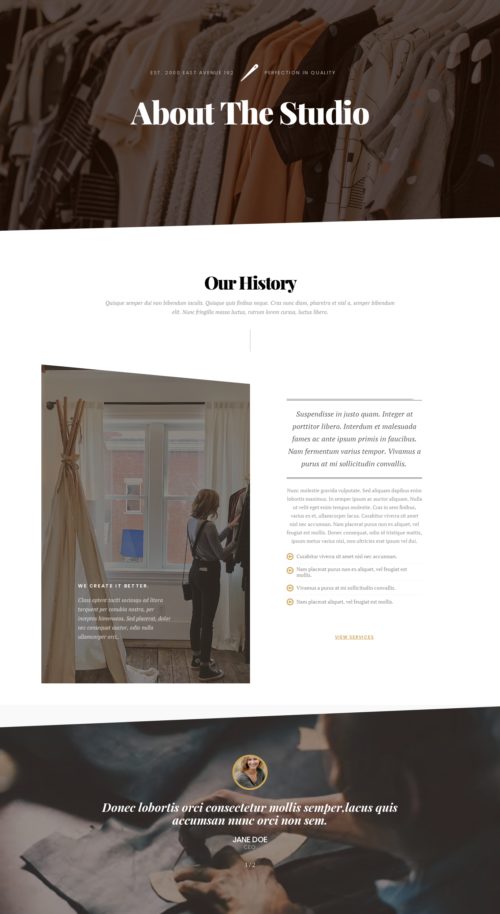 EST. 2000 EAST AVENUE 192
PERFECTION IN QUALITY
About The Studio
Our History
Quisque semper dui non bibendum iaculis. Quisque quis finibus neque. Cras nunc diam, pharetra et nisl a, semper bibendum
elit. Nunc fringilla massa luctus, rutrum lorem cursus, luctus libero.
WE CREATE IT BETTER.
Class aptent taciti sociosqu ad litora
torquent per conubia nostra, per
inceptos himenaeos. Sed placerat, dolor
nec consequat auctor, odio nulla
ullamcorper orci.
Suspendisse in justo quam. Integer at
porttitor libero. Interdum et malesuada
fames ac ante ipsum primis in faucibus.
Nam fermentum varius tempor. Vivamus a
purus at mi sollicitudin convallis.
Nunc molestie gravida vulputate. Sed aliquam dapibus enim
lobortis maximus. In semper ipsum ac auctor aliquam. Nulla
ut velit eget enim tempus molestie. Cras in sem finibus,
varius ex et, ullamcorper lacus. Curabitur viverra sit amet
nisl nec accumsan. Nam placerat purus non ex aliquet, vel
feugiat est mollis. Donec consequat, odio id tristique mattis,
ipsum metus varius nisi, non ultricies erat ipsum vel dui.
Curabitur viverra sit amet nisl nec accumsan.
Nam placerat purus non ex aliquet, vel feugiat est
mollis.
Vivamus a purus at mi sollicitudin convallis.
Nam placerat aliquet, vel feugiat est mollis.
VIEW SERVICES
Donec lobortis orci consectetur mollis semper.lacus quis
accumsan nunc orci non sem.
JANE DOE
CEO
1/2